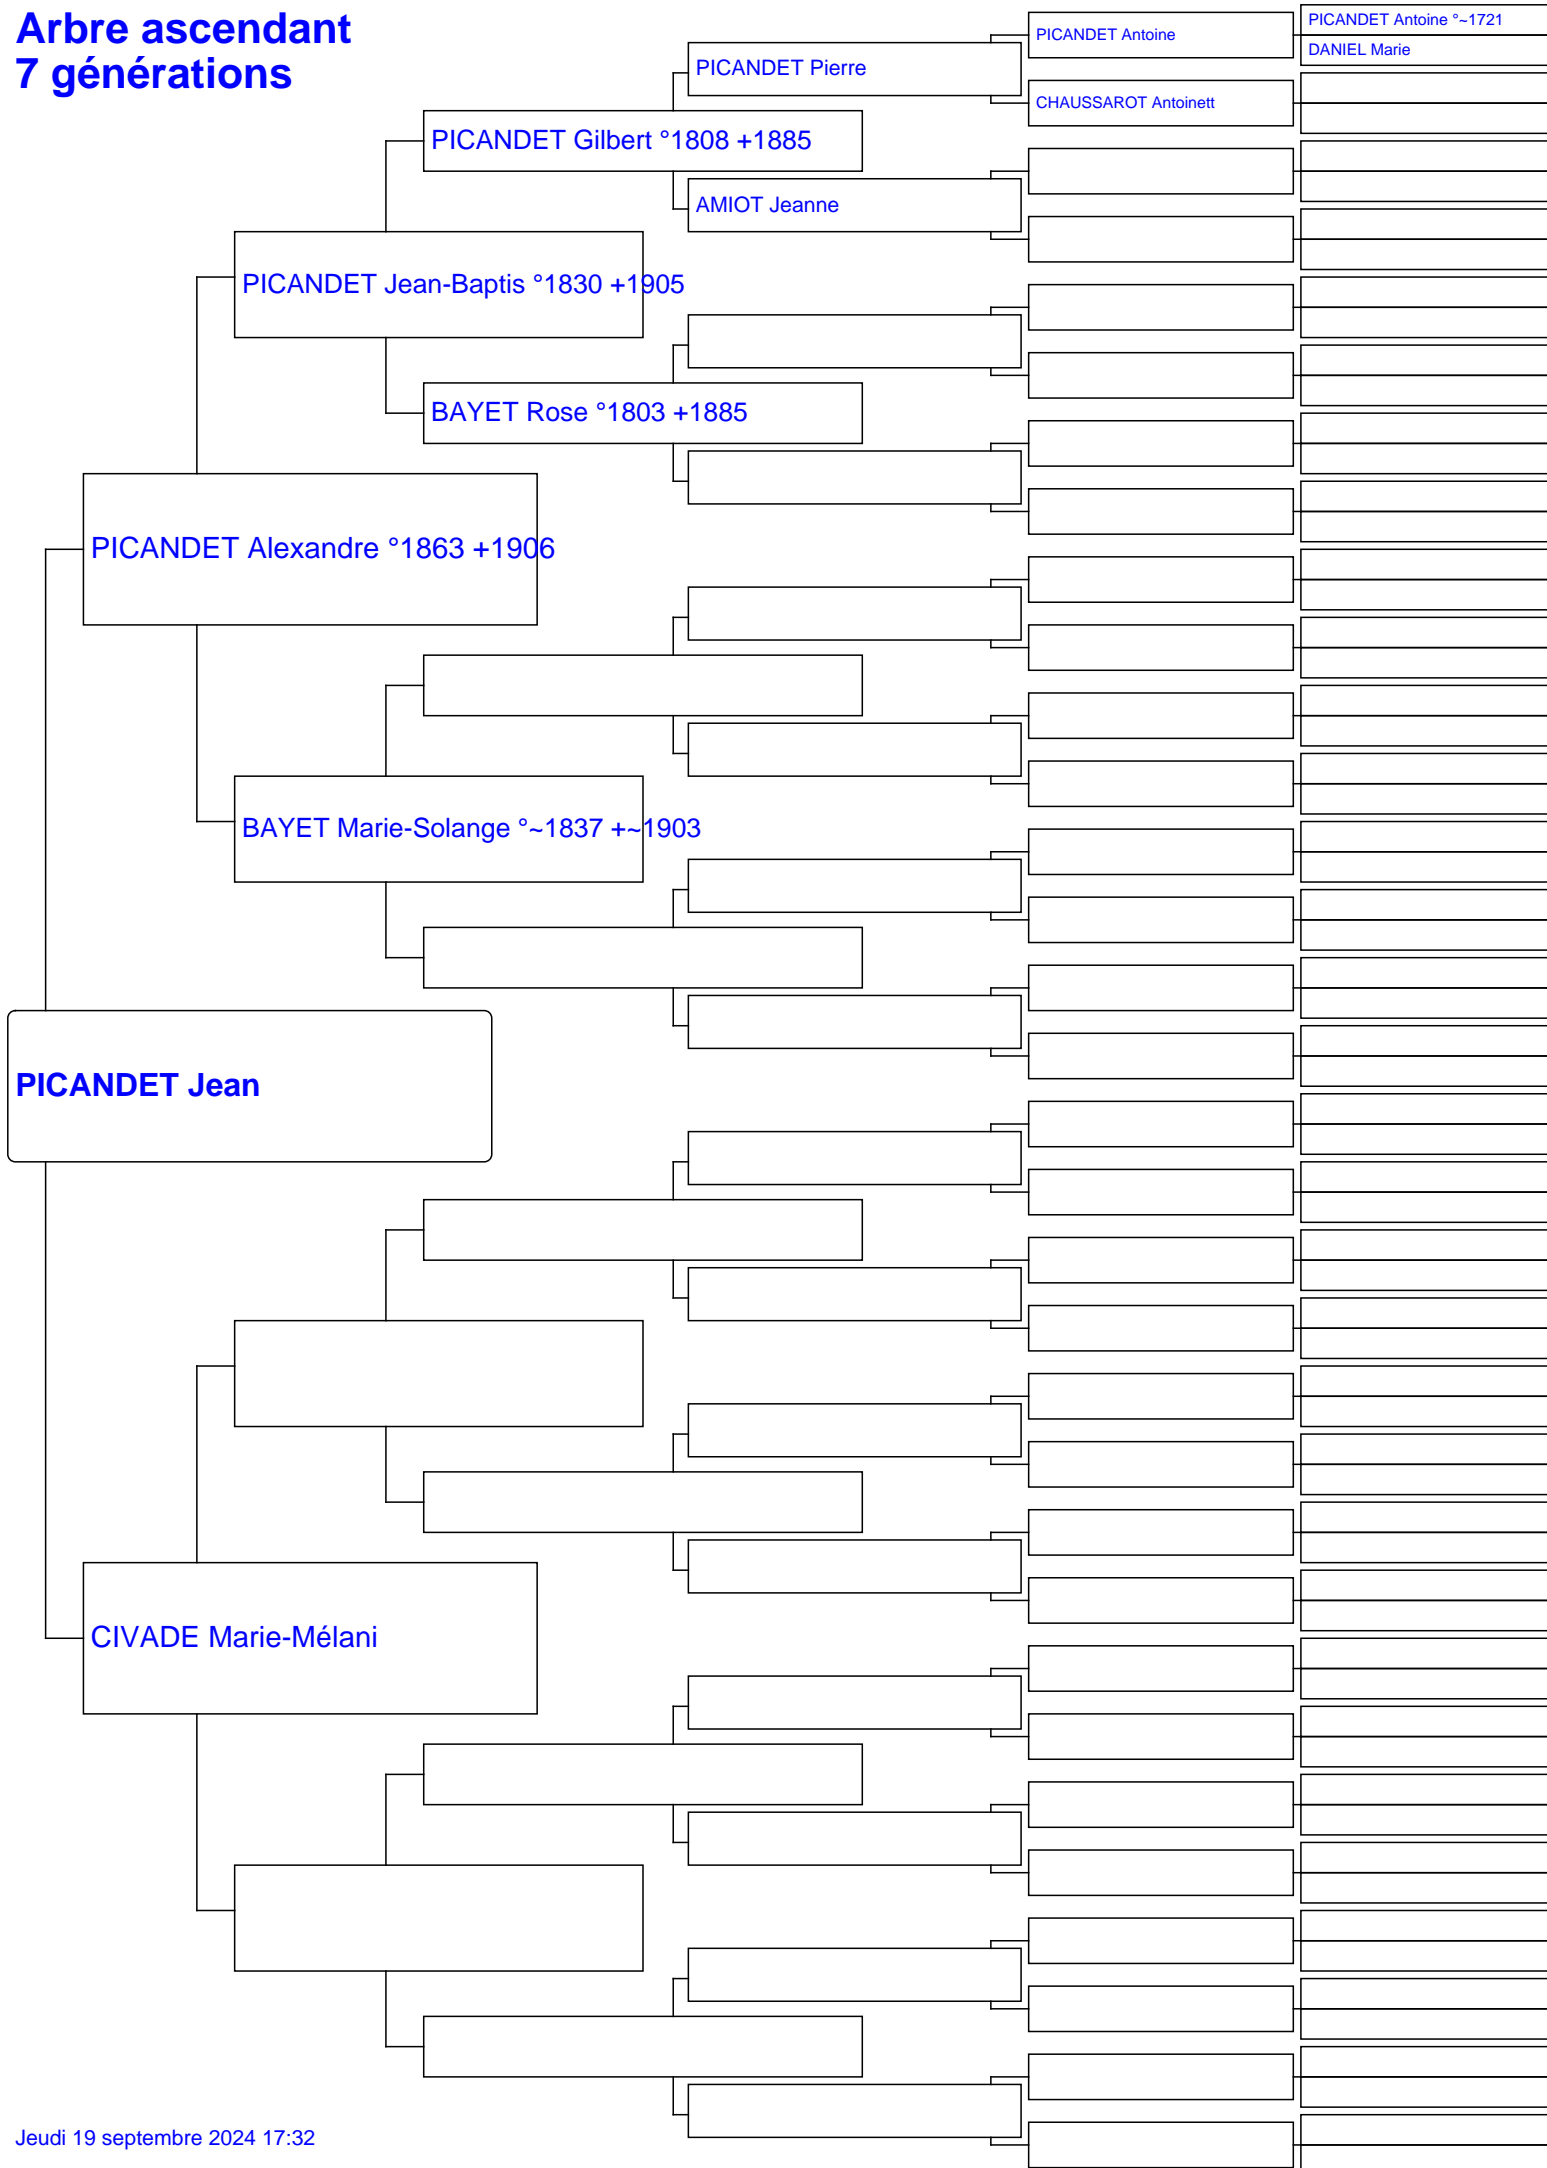 Arbre ascendant
7 générations
PICANDET Antoine
PICANDET Antoine °~1721
DANIEL Marie
PICANDET Pierre
CHAUSSAROT Antoinett
PICANDET Gilbert °1808 +1885
AMIOT Jeanne
PICANDET Jean-Baptis °1830 +1905
BAYET Rose °1803 +1885
PICANDET Alexandre °1863 +1906
BAYET Marie-Solange °~1837 +~1903
PICANDET Jean
CIVADE Marie-Mélani
Jeudi 19 septembre 2024 17:32